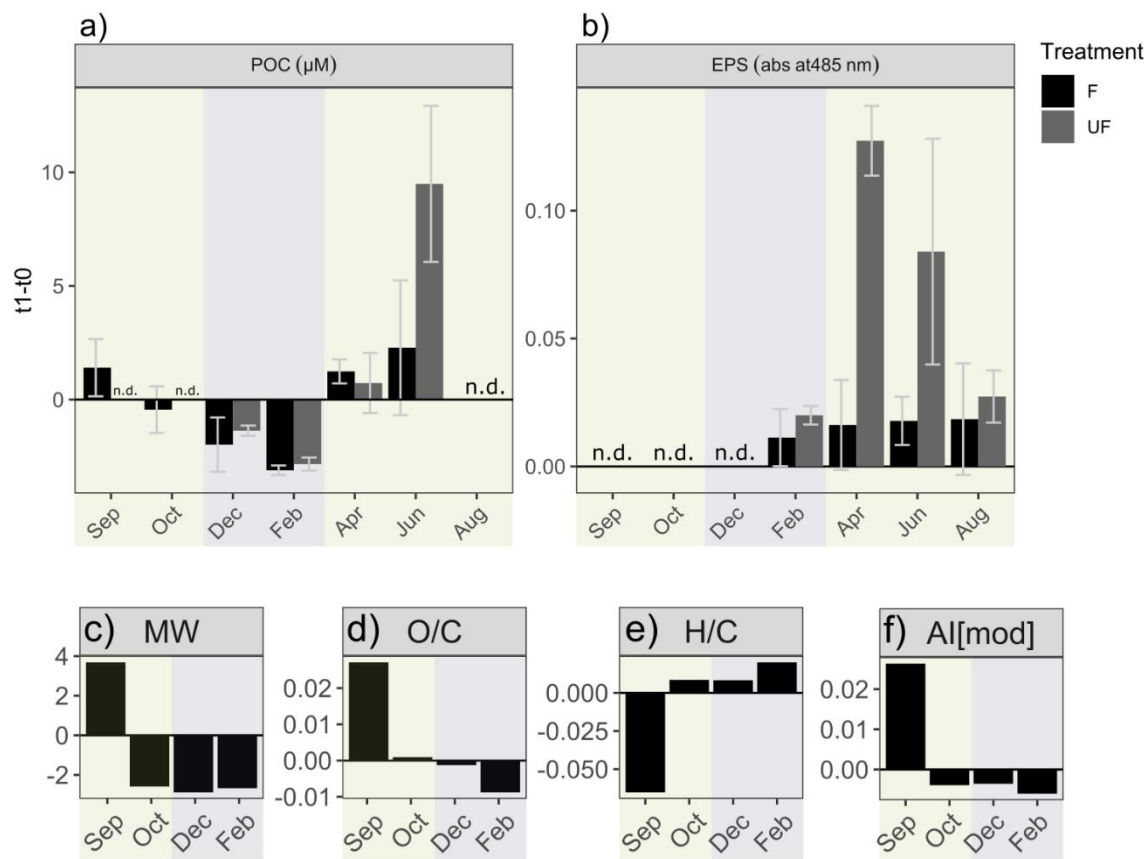 a)
b)
POC (µM)
EPS (abs at485 nm)
Treatment
F
UF
t1-t0
10
5
0
n.d.
n.d.
n.d.
Sep
Oct
Dec
Feb
Apr
Jun
Aug
0.10
0.05
0.00
n.d.
n.d.
n.d.
Sep
Oct
Dec
Feb
Apr
Jun
Aug
c) MW
4
2
0
-2
Sep
Oct
Dec
Feb
d) O/C
0.02
0.01
0.00
-0.01
Sep
Oct
Dec
Feb
e) H/C
0.000
-0.025
-0.050
Sep
Oct
Dec
Feb
f) AI[mod]
0.02
0.01
0.00
Sep
Oct
Dec
Feb